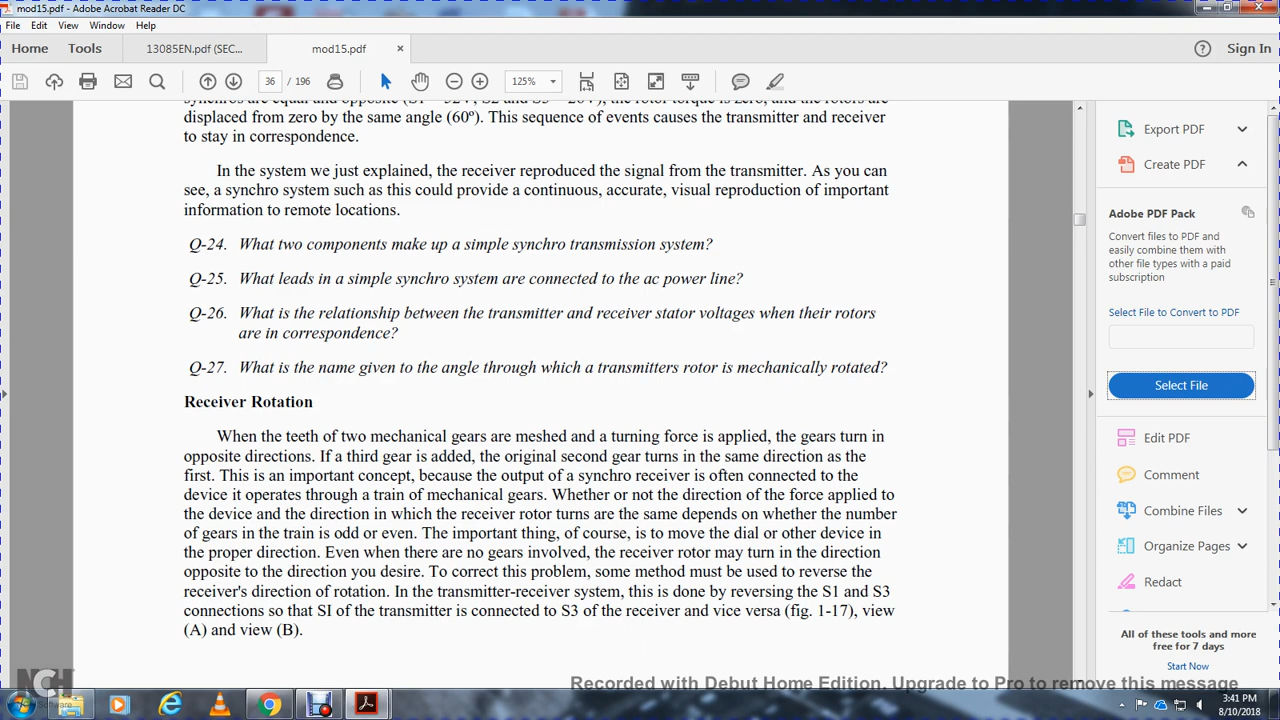 mod15.pdf - Adobe Acrobat Reader DC
File Edit View Window Help
Home Tools 13085EN.pdf (SEC... mod15.pdf × Sign In
36 / 196 125%
displaced from zero by the same angle (60º). This sequence of events causes the transmitter and receiver
to stay in correspondence.
In the system we just explained, the receiver reproduced the signal from the transmitter. As you can
see, a synchro system such as this could provide a continuous, accurate, visual reproduction of important
information to remote locations.
Q-24. What two components make up a simple synchro transmission system?
Q-25. What leads in a simple synchro system are connected to the ac power line?
Q-26. What is the relationship between the transmitter and receiver stator voltages when their rotors
are in correspondence?
Q-27. What is the name given to the angle through which a transmitters rotor is mechanically rotated?
Receiver Rotation
When the teeth of two mechanical gears are meshed and a turning force is applied, the gears turn in
opposite directions. If a third gear is added, the original second gear turns in the same direction as the
first. This is an important concept, because the output of a synchro receiver is often connected to the
device it operates through a train of mechanical gears. Whether or not the direction of the force applied to
the device and the direction in which the receiver rotor turns are the same depends on whether the number
of gears in the train is odd or even. The important thing, of course, is to move the dial or other device in
the proper direction. Even when there are no gears involved, the receiver rotor may turn in the direction
opposite to the direction you desire. To correct this problem, some method must be used to reverse the
receiver's direction of rotation. In the transmitter-receiver system, this is done by reversing the S1 and S3
connections so that SI of the transmitter is connected to S3 of the receiver and vice versa (fig. 1-17), view
(A) and view (B).
Export PDF
Create PDF
Adobe PDF Pack
Convert files to PDF and
easily combine them with
other file types with a paid
subscription
Select File to Convert to PDF
Select File
Edit PDF
Comment
Combine Files
Organize Pages
Redact
All of these tools and more
free for 7 days
Start Now
NCH
Software
Recorded with Debut Home Edition. Upgrade to Pro to remove this message
3:41 PM
8/10/2018